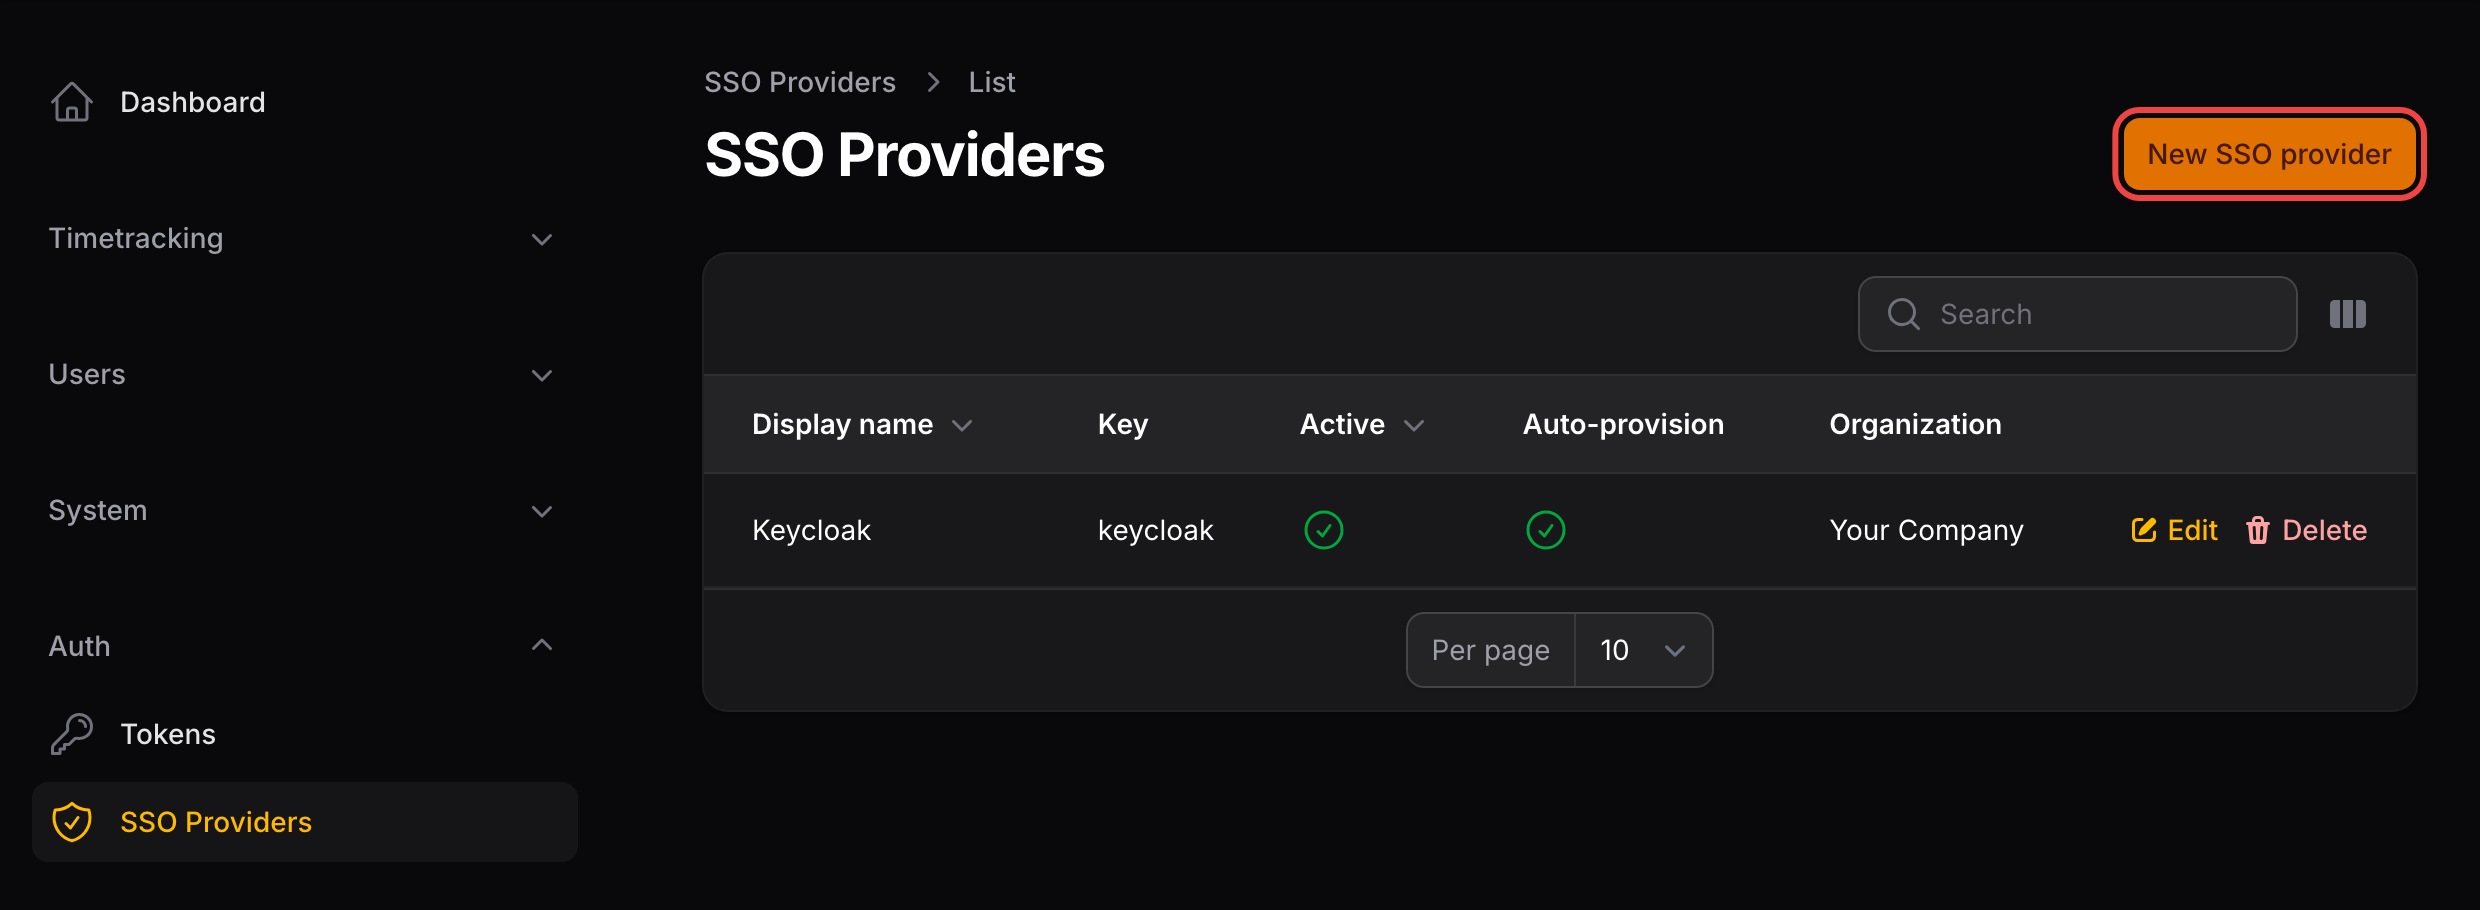 Dashboard
Timetracking
Users
System
Auth
Tokens
SSO Providers
SSO Providers > List
SSO Providers
New SSO provider
Search
Display name Key Active Auto-provision Organization
Keycloak keycloak Your Company Edit Delete
Per page 10